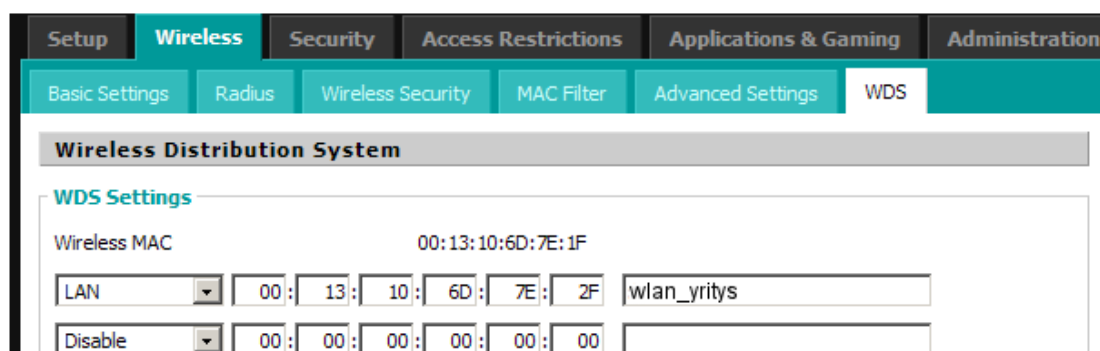 Setup Wireless Security Access Restrictions Applications & Gaming Administration
Basic Settings Radius Wireless Security MAC Filter Advanced Settings WDS
Wireless Distribution System
WDS Settings
Wireless MAC 00:13:10:6D:7E:1F
LAN 00 : 13 : 10 : 6D : 7E : 2F wlan_yritys
Disable 00 : 00 : 00 : 00 : 00 : 00